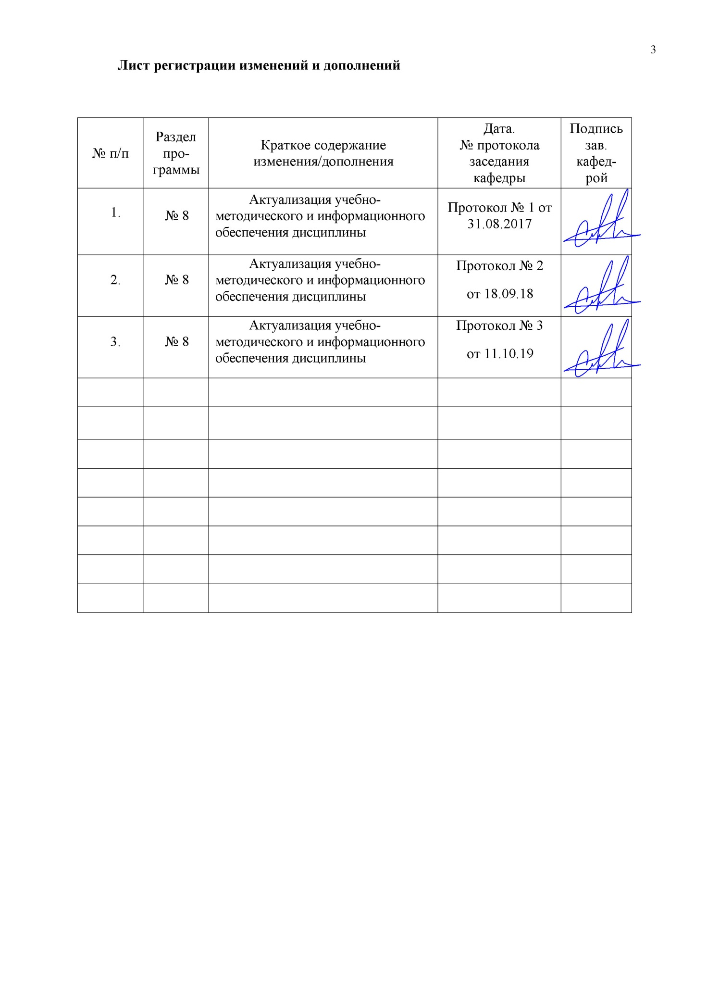 3
Лист регистрации изменений и дополнений
№ п/п
Раздел
про-
граммы
Краткое содержание
изменения/дополнения
Дата.
№ протокола
заседания
кафедры
Подпись
зав.
кафед-
рой
1.
№ 8
Актуализация учебно-
методического и информационного
обеспечения дисциплины
Протокол № 1 от
31.08.2017
2.
№ 8
Актуализация учебно-
методического и информационного
обеспечения дисциплины
Протокол № 2
от 18.09.18
3.
№ 8
Актуализация учебно-
методического и информационного
обеспечения дисциплины
Протокол № 3
от 11.10.19